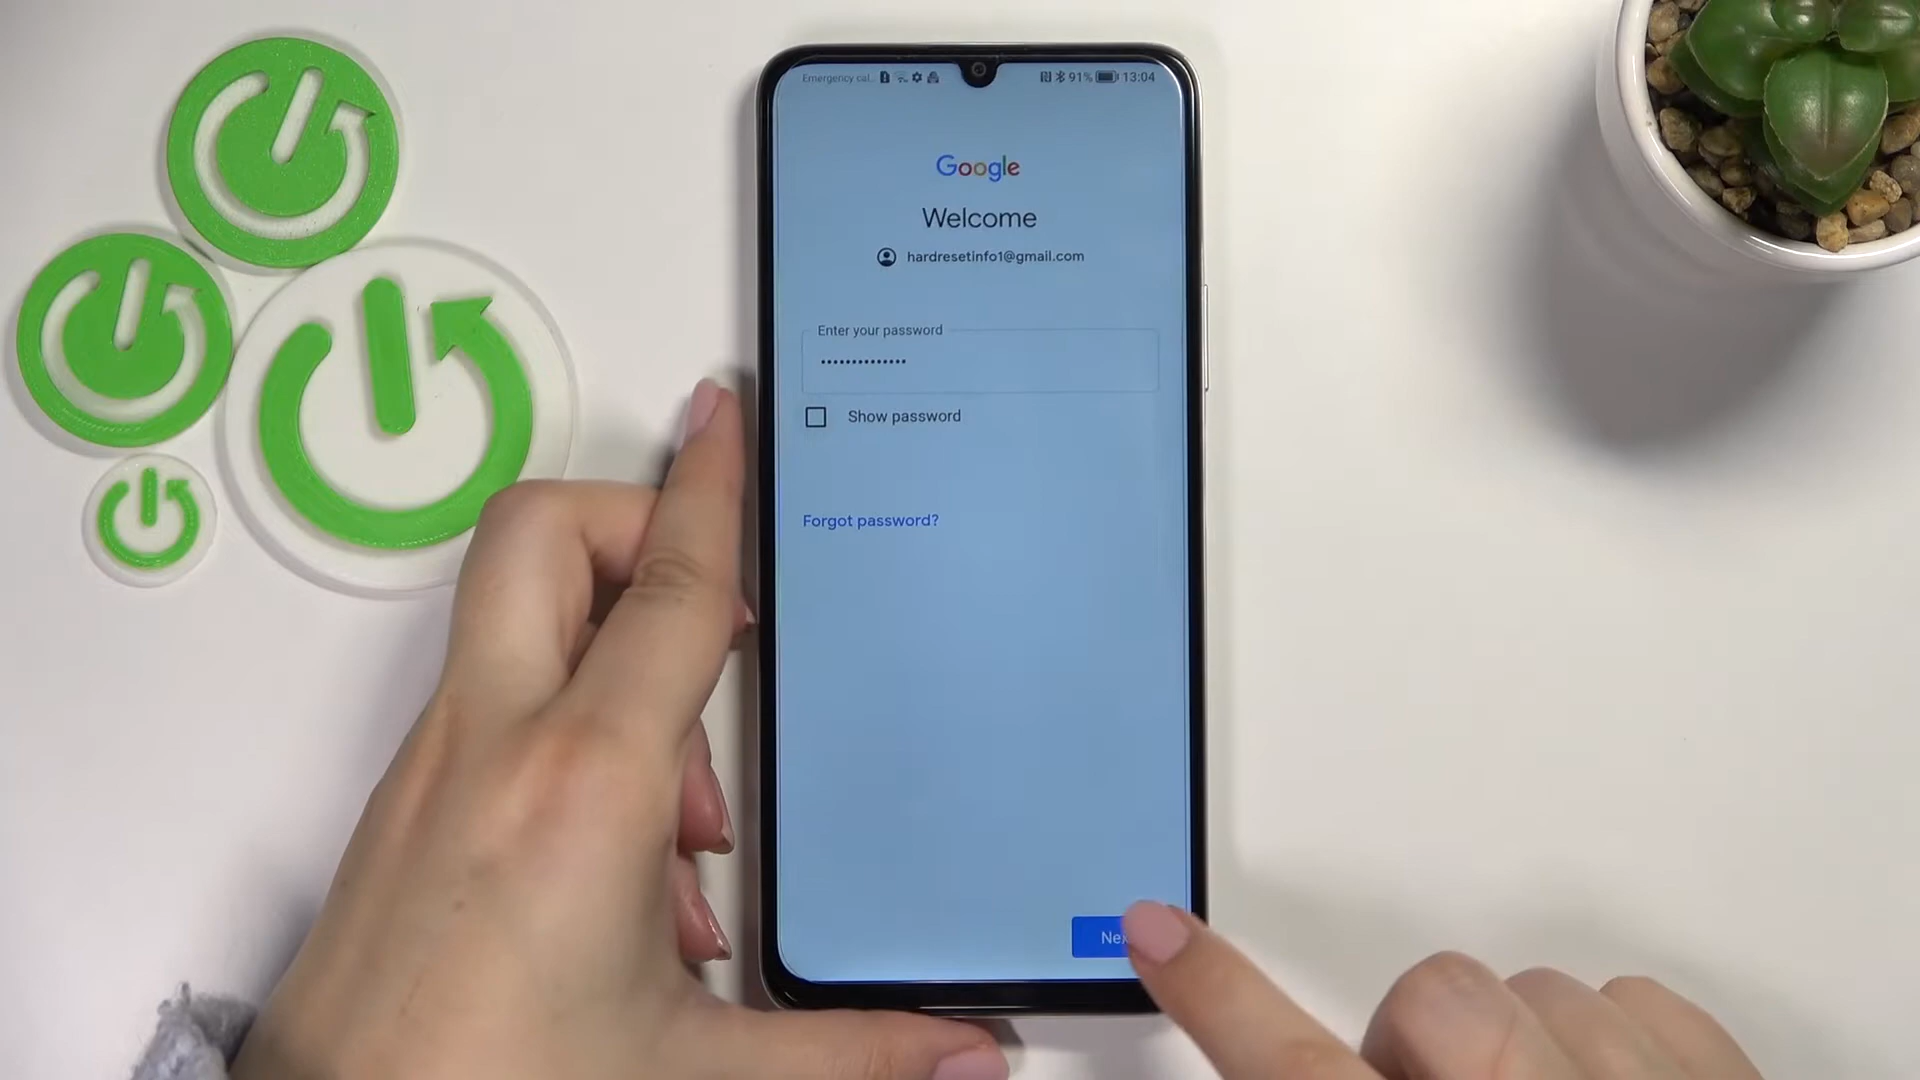 Emergency cal... 91% 13:04
Google
Welcome
hardresetinfo1@gmail.com
Enter your password
••••••••••••••
Show password
Forgot password?
Nex